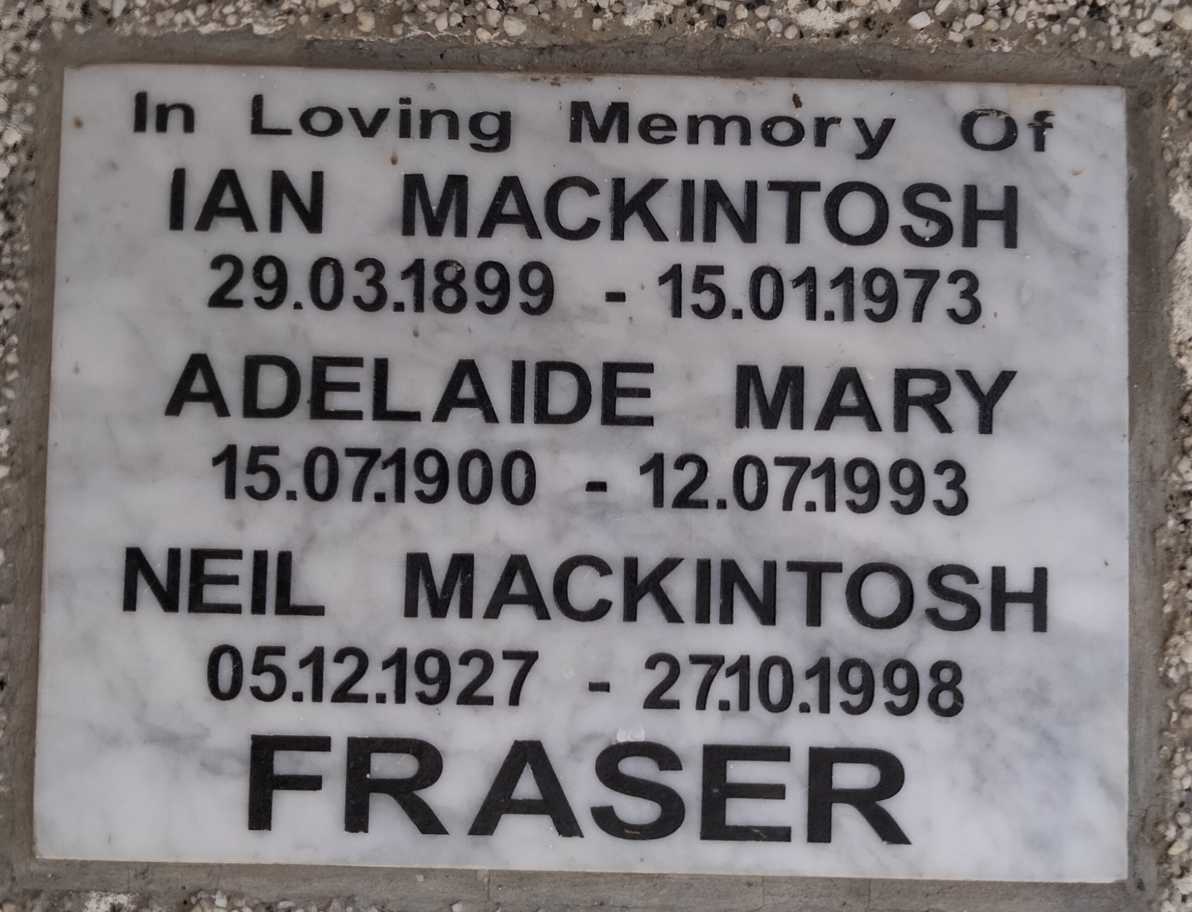 In Loving Memory Of
IAN MACKINTOSH
29.03.1899 - 15.01.1973
ADELAIDE MARY
15.07.1900 - 12.07.1993
NEIL MACKINTOSH
05.12.1927 - 27.10.1998
FRASER